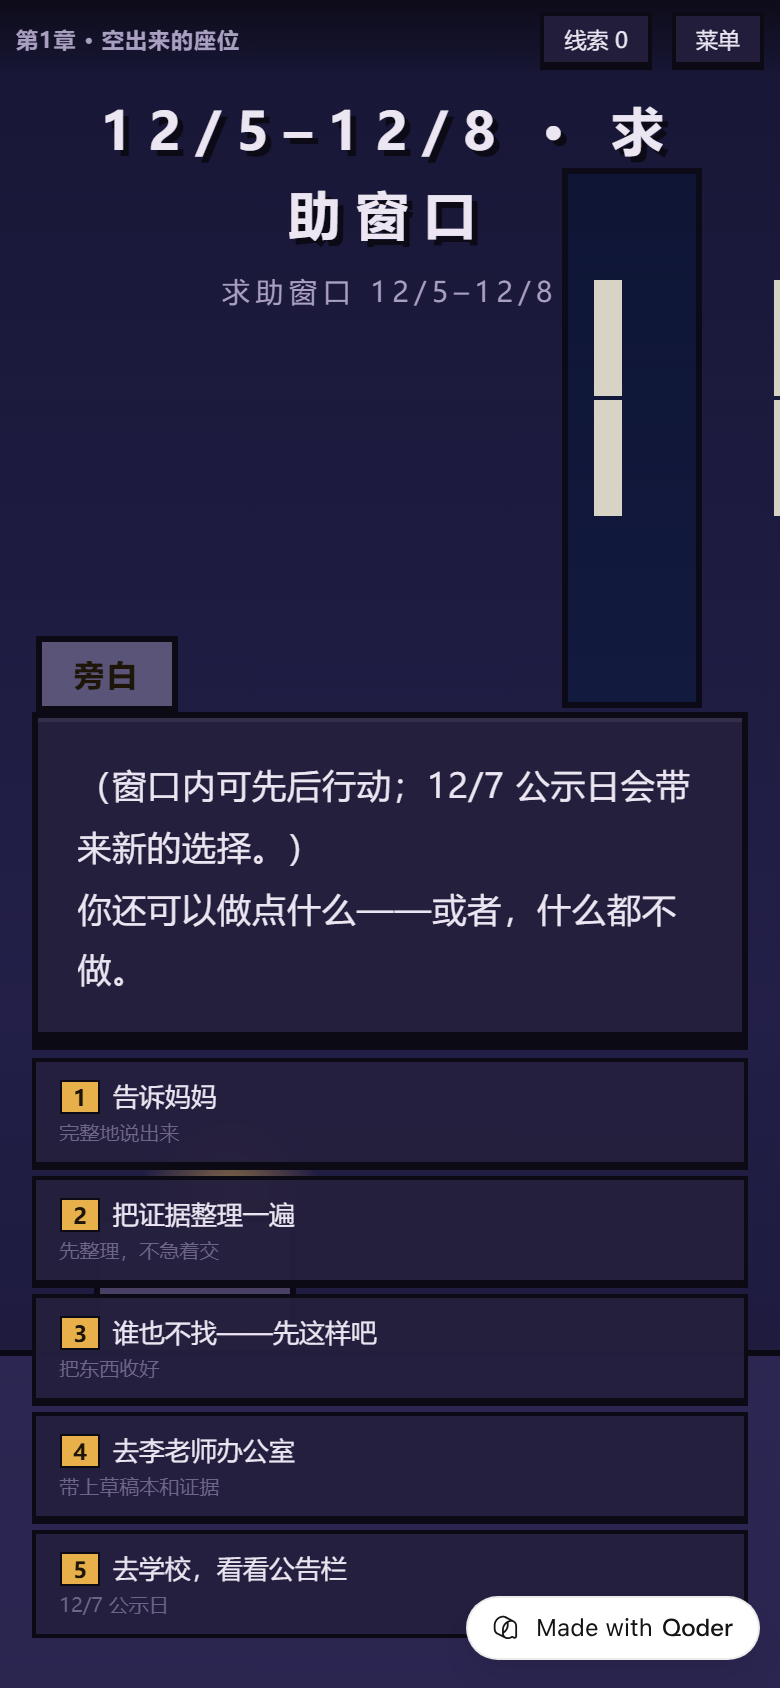 第1章·空出来的座位
线索 0
菜单
12/5–12/8 · 求
助窗口
求助窗口 12/5–12/8
旁白
（窗口内可先后行动；12/7 公示日会带
来新的选择。）
你还可以做点什么——或者，什么都不
做。
1 告诉妈妈
完整地说出来
2 把证据整理一遍
先整理，不急着交
3 谁也不找——先这样吧
把东西收好
4 去李老师办公室
带上草稿本和证据
5 去学校，看看公告栏
12/7 公示日
Made with Qoder